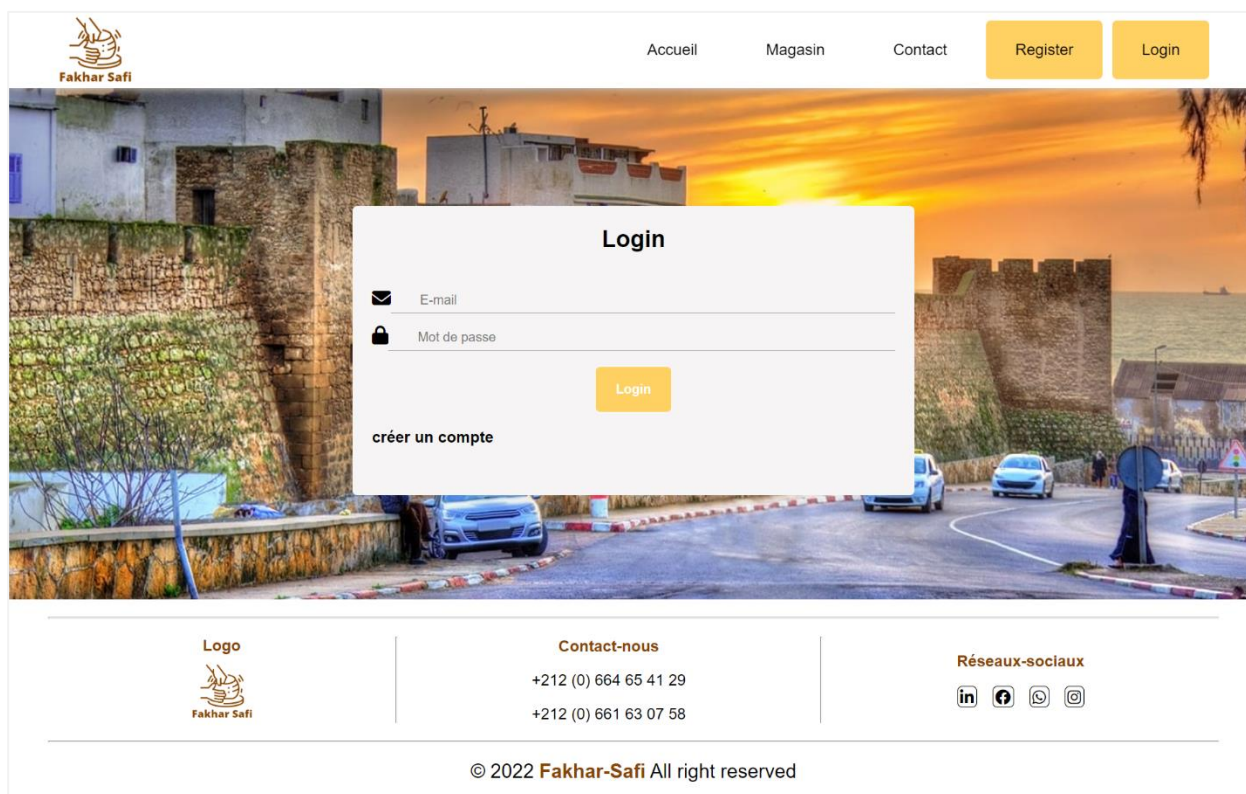 Fakhar Safi
Accueil Magasin Contact Register Login
Login
E-mail
Mot de passe
Login
créer un compte
Logo
Fakhar Safi
Contact-nous
+212 (0) 664 65 41 29
+212 (0) 661 63 07 58
Réseaux-sociaux
in
© 2022 Fakhar-Safi All right reserved